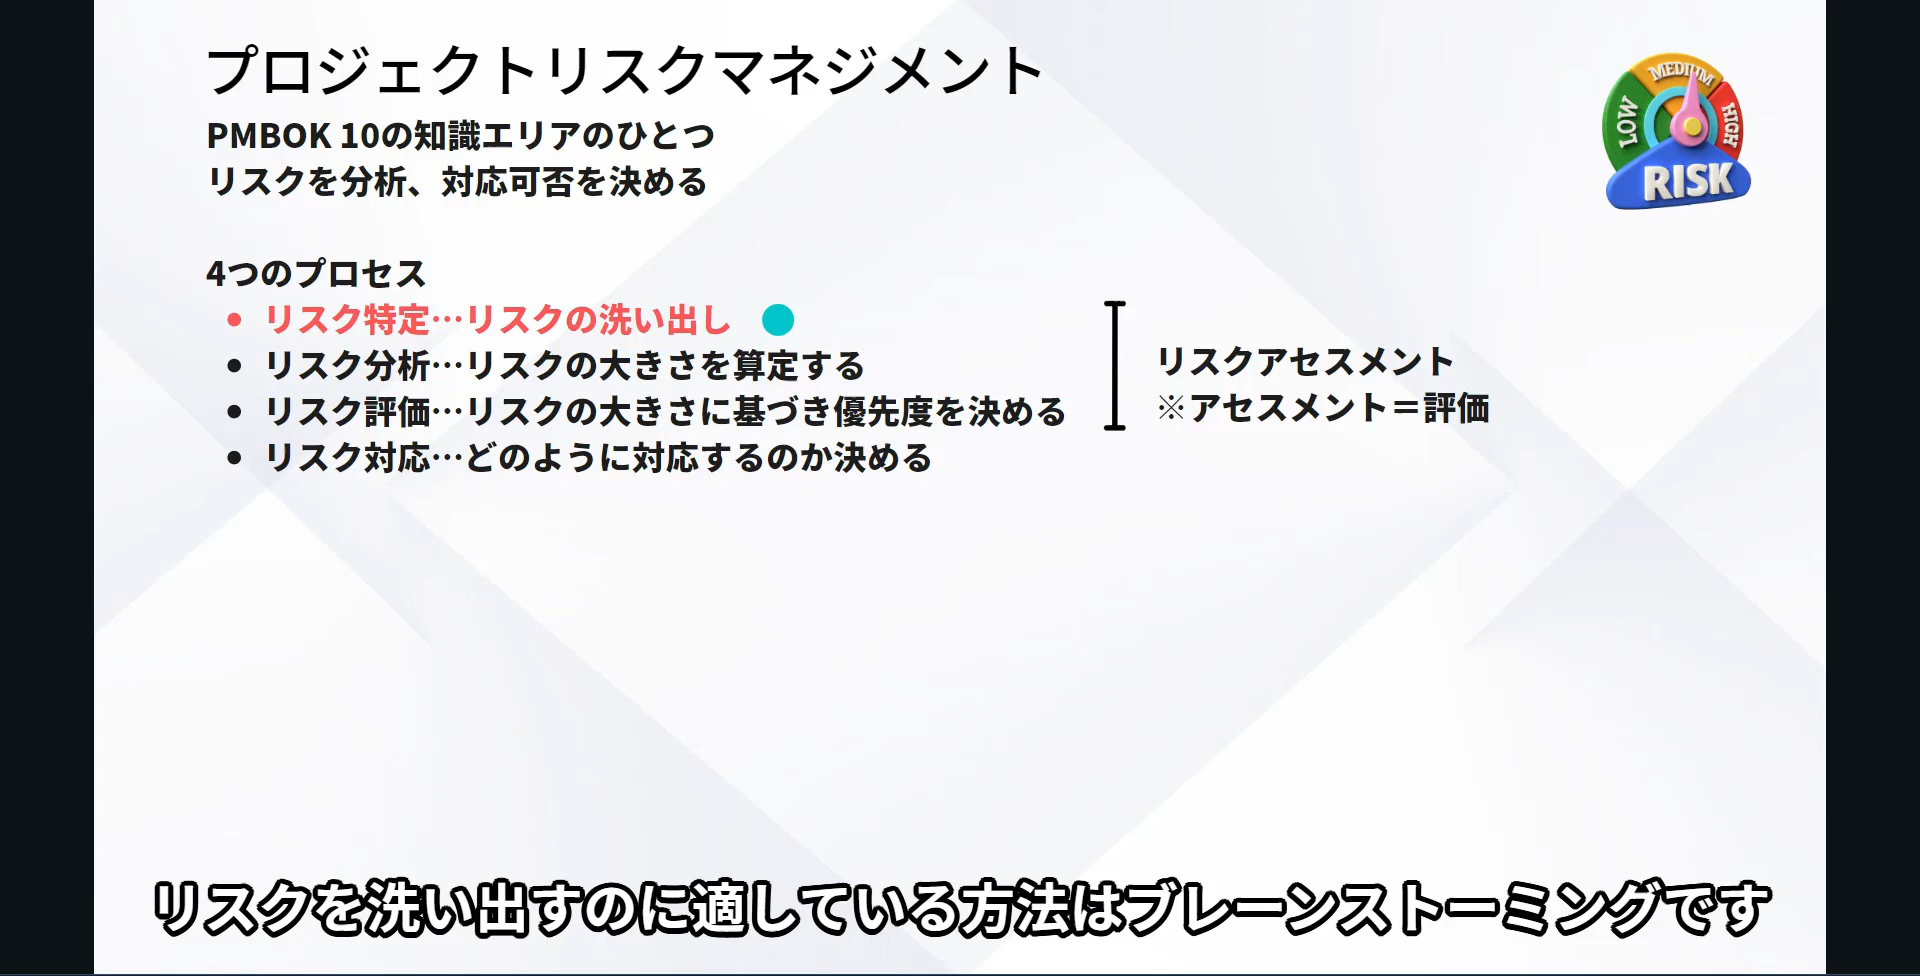 プロジェクトリスクマネジメント
PMBOK 10の知識エリアのひとつ
リスクを分析、対応可否を決める
LOW
MEDIUM
HIGH
RISK
4つのプロセス
• リスク特定…リスクの洗い出し
• リスク分析…リスクの大きさを算定する
• リスク評価…リスクの大きさに基づき優先度を決める
• リスク対応…どのように対応するのか決める
リスクアセスメント
※アセスメント＝評価
リスクを洗い出すのに適している方法はブレーンストーミングです